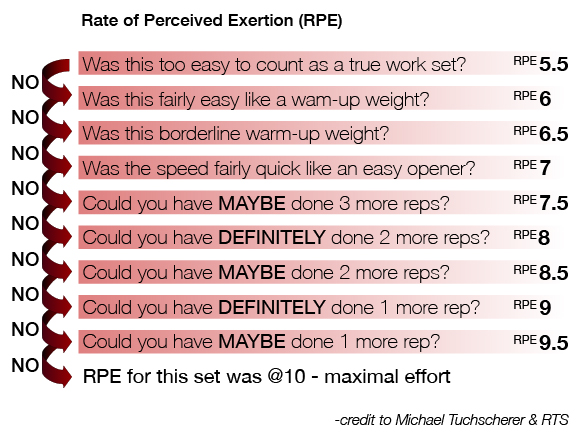 Rate of Perceived Exertion (RPE)
Was this too easy to count as a true work set? RPE 5.5
NO
Was this fairly easy like a wam-up weight? RPE 6
NO
Was this borderline warm-up weight? RPE 6.5
NO
Was the speed fairly quick like an easy opener? RPE 7
NO
Could you have MAYBE done 3 more reps? RPE 7.5
NO
Could you have DEFINITELY done 2 more reps? RPE 8
NO
Could you have MAYBE done 2 more reps? RPE 8.5
NO
Could you have DEFINITELY done 1 more rep? RPE 9
NO
Could you have MAYBE done 1 more rep? RPE 9.5
NO
RPE for this set was @10 - maximal effort
-credit to Michael Tuchscherer & RTS